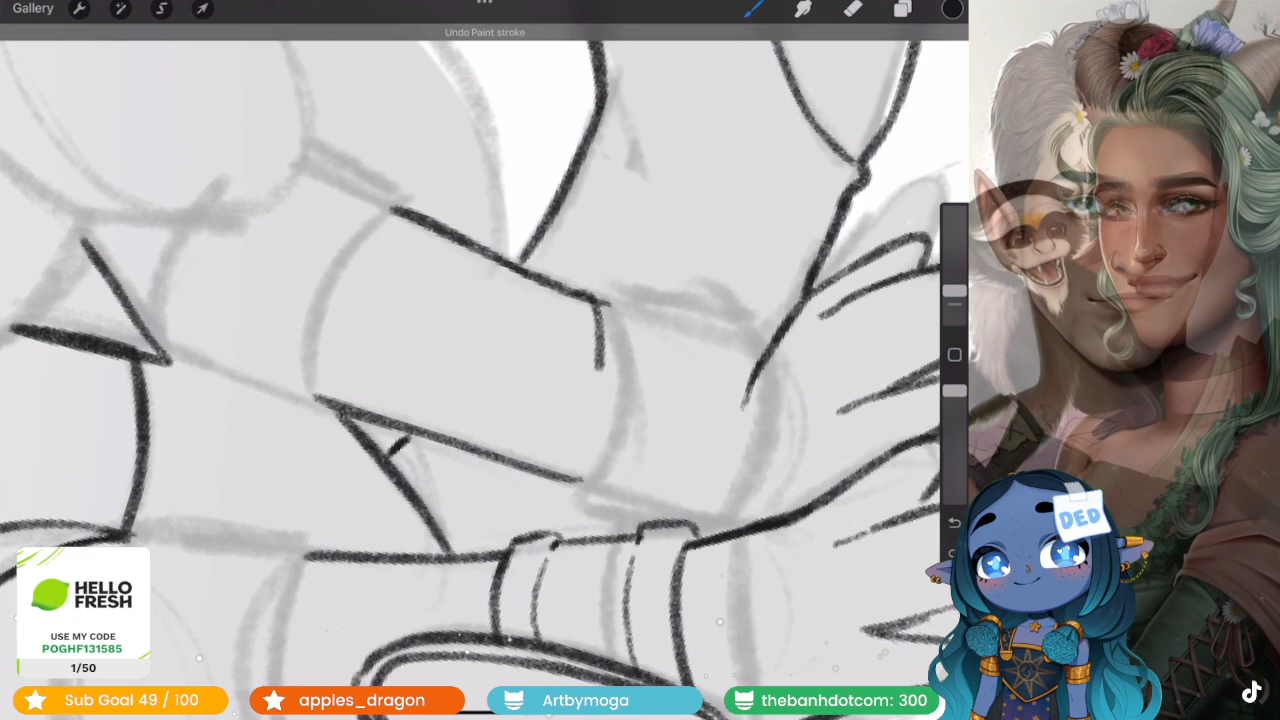 Gallery
Undo Paint stroke
DED
HELLO
FRESH
USE MY CODE
POGHF131585
1/50
Sub Goal 49 / 100
apples_dragon
Artbymoga
thebanhdotcom: 300